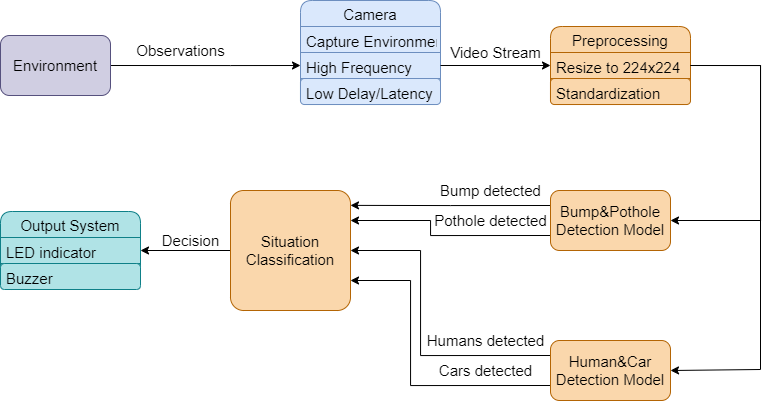 Environment
Observations
Camera
Capture Environme
High Frequency
Low Delay/Latency
Video Stream
Preprocessing
Resize to 224x224
Standardization
Bump detected
Pothole detected
Bump&Pothole
Detection Model
Situation
Classification
Decision
Output System
LED indicator
Buzzer
Humans detected
Cars detected
Human&Car
Detection Model